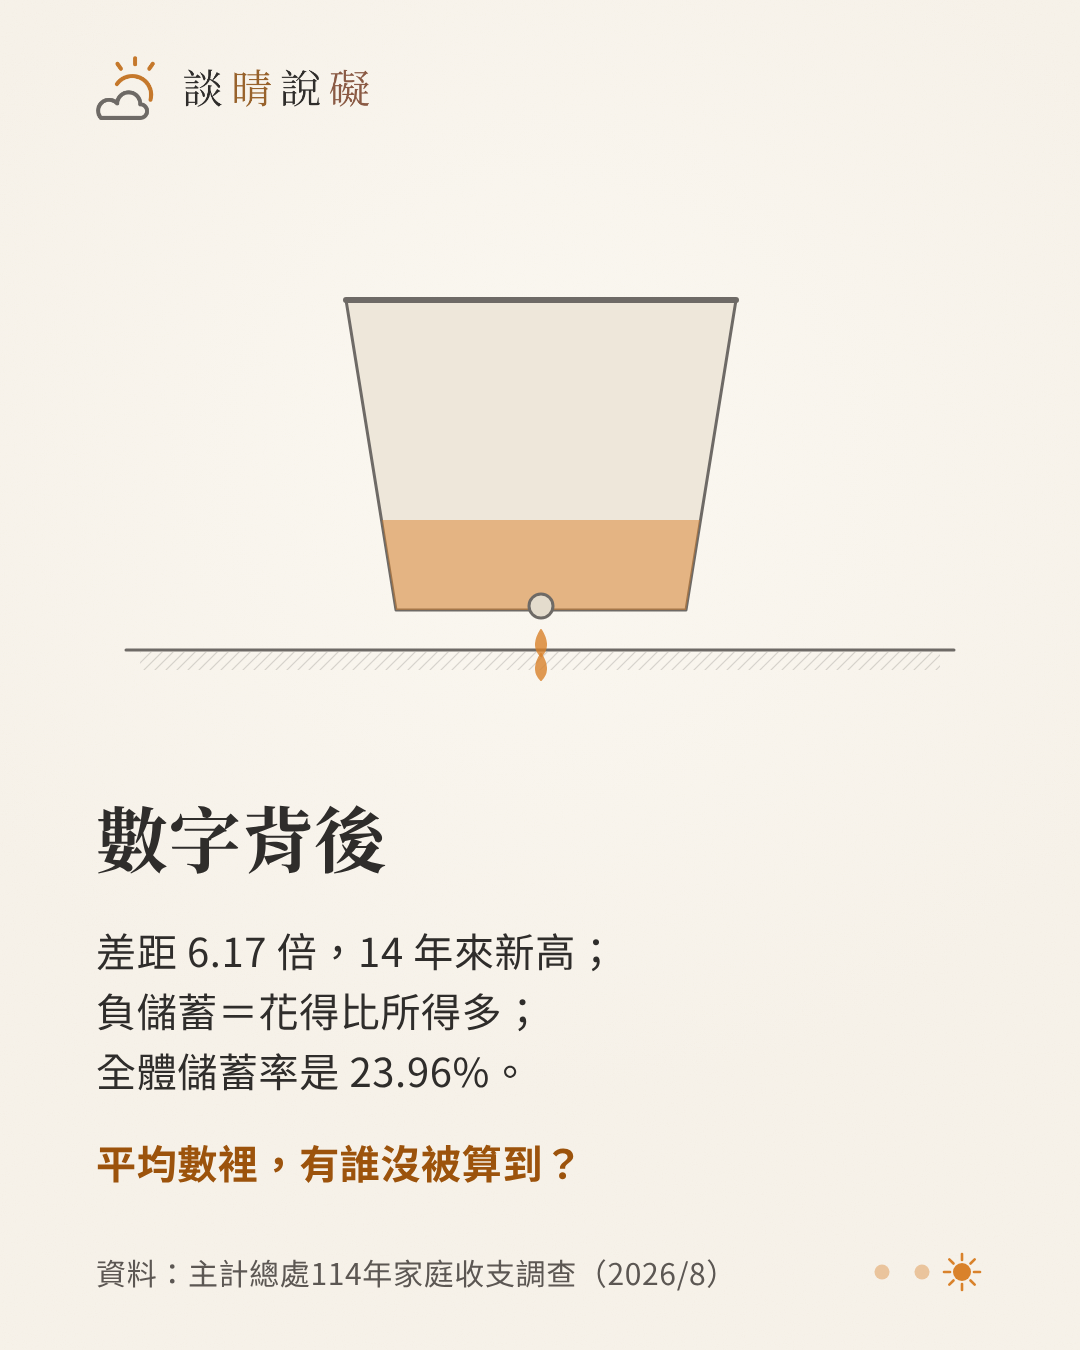 談晴說礙
數字背後
差距 6.17 倍，14 年來新高；
負儲蓄＝花得比所得多；
全體儲蓄率是 23.96%。
平均數裡，有誰沒被算到？
資料：主計總處114年家庭收支調查（2026/8）